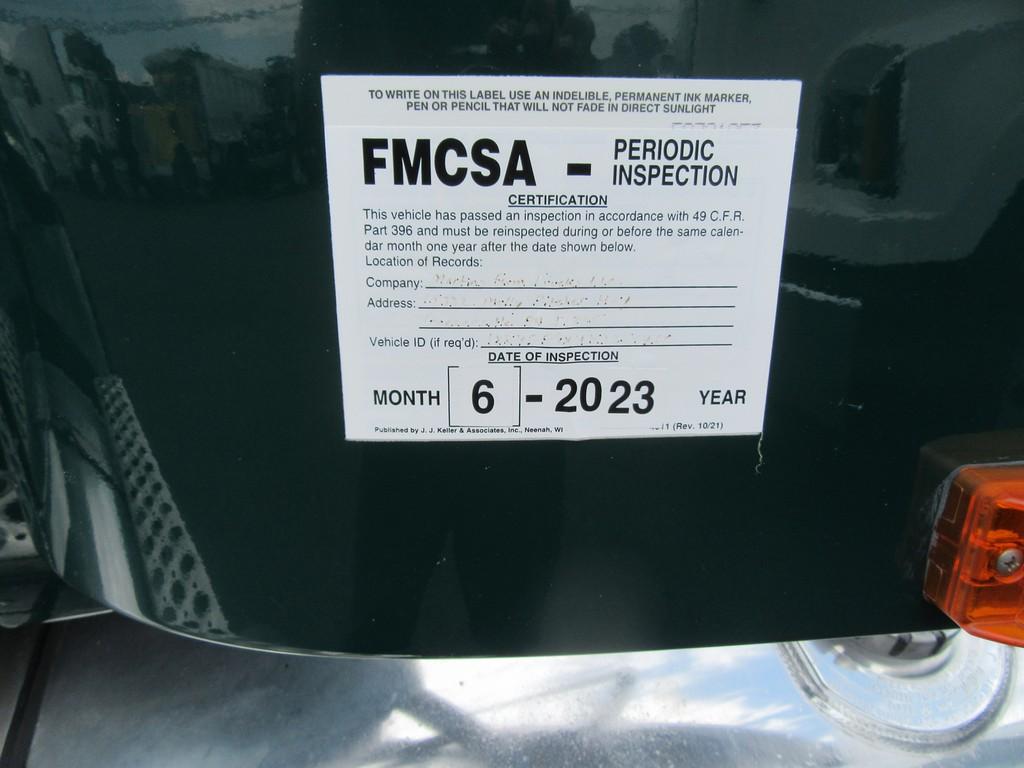 TO WRITE ON THIS LABEL USE AN INDELIBLE, PERMANENT INK MARKER,
PEN OR PENCIL THAT WILL NOT FADE IN DIRECT SUNLIGHT
FMCSA - PERIODIC INSPECTION
CERTIFICATION
This vehicle has passed an inspection in accordance with 49 C.F.R.
Part 396 and must be reinspected during or before the same calen-
dar month one year after the date shown below.
Location of Records:
Company:
Address:
Vehicle ID (if req'd):
DATE OF INSPECTION
MONTH [6] - 2023 YEAR
Published by J. J. Keller & Associates, Inc., Neenah, WI (Rev. 10/21)